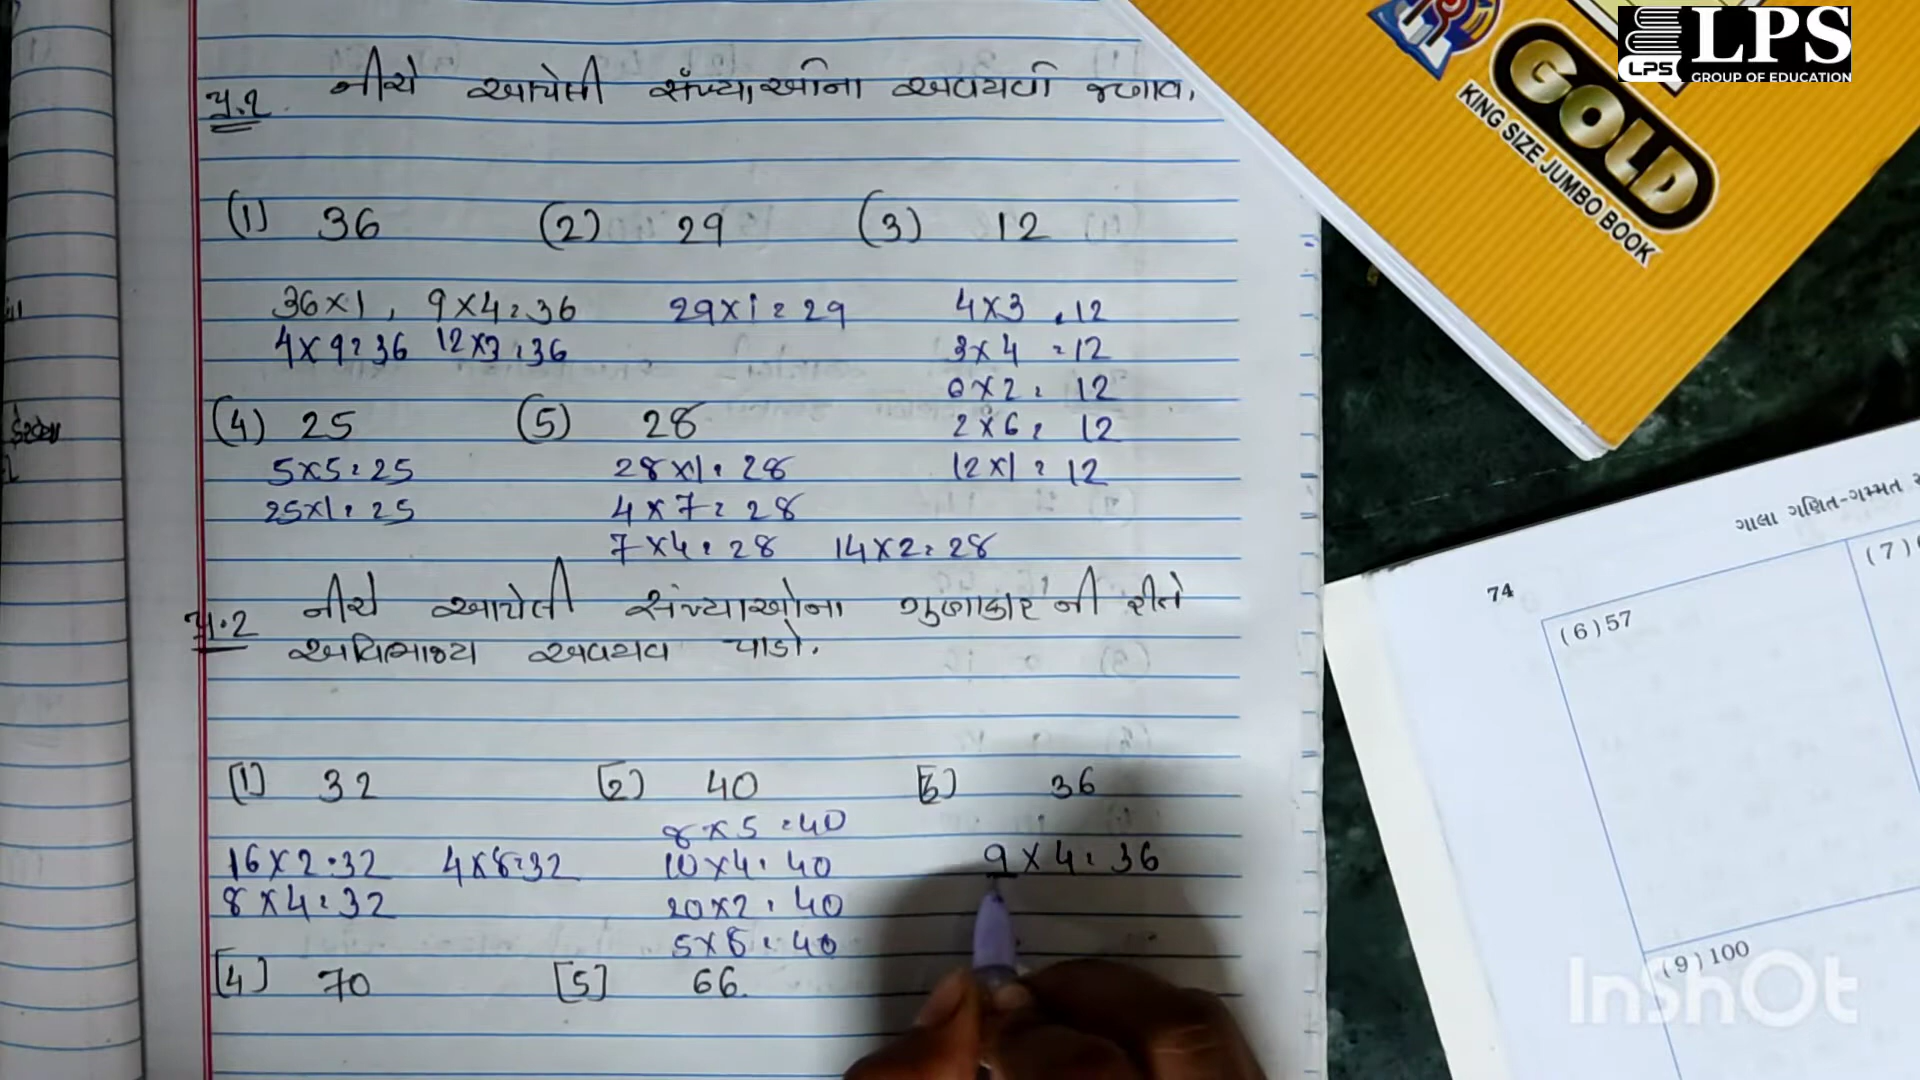 પ્ર.૧. નીચે આપેલી સંખ્યાઓના અવયવો જણાવ.
(1) 36 (2) 29 (3) 12
36×1, 9×4=36 29×1=29 4×3=12
4×9=36 12×3=36 3×4=12
6×2=12
(4) 25 (5) 28 2×6=12
5×5=25 28×1=28 12×1=12
25×1=25 4×7=28
7×4=28 14×2=28
પ્ર.2 નીચે આપેલી સંખ્યાઓના ગુણાકાર ની રીતે
અવિભાજ્ય અવયવ પાડો.
[1] 32 [2] 40 [3] 36
8×5=40
16×2=32 4×8=32 10×4=40 9×4=36
8×4=32 20×2=40
5×8=40
[4] 70 [5] 66.
GOLD
KING SIZE JUMBO BOOK
LPS
LPS
GROUP OF EDUCATION
ગાલા ગણિત-ગમ્મત
74
(6) 57
(7)
(9) 100
InShOt